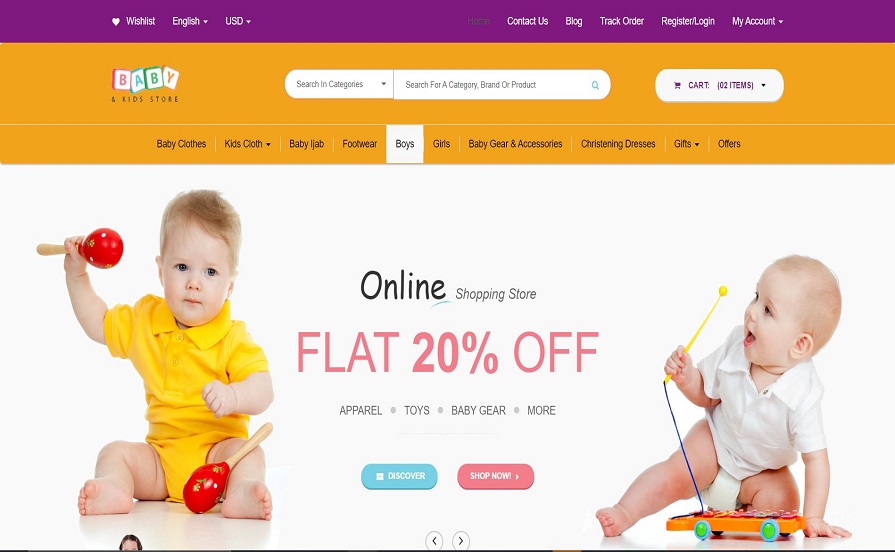 Wishlist English USD Home Contact Us Blog Track Order Register/Login My Account
BABY
& KIDS STORE
Search In Categories Search For A Category, Brand Or Product CART: (02 ITEMS)
Baby Clothes Kids Cloth Baby Ijab Footwear Boys Girls Baby Gear & Accessories Christening Dresses Gifts Offers
Online Shopping Store
FLAT 20% OFF
APPAREL TOYS BABY GEAR MORE
DISCOVER SHOP NOW!